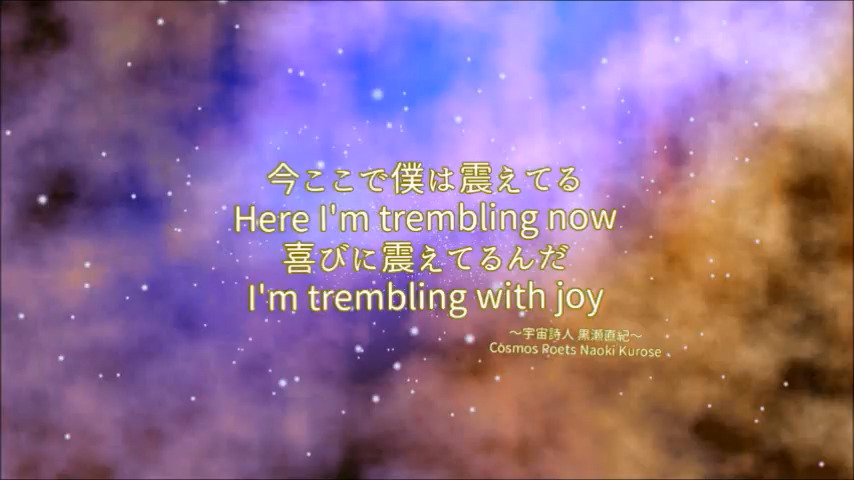 今ここで僕は震えてる
Here I'm trembling now
喜びに震えてるんだ
I'm trembling with joy
～宇宙詩人 黒瀬直紀～
Cosmos Poets Naoki Kurose